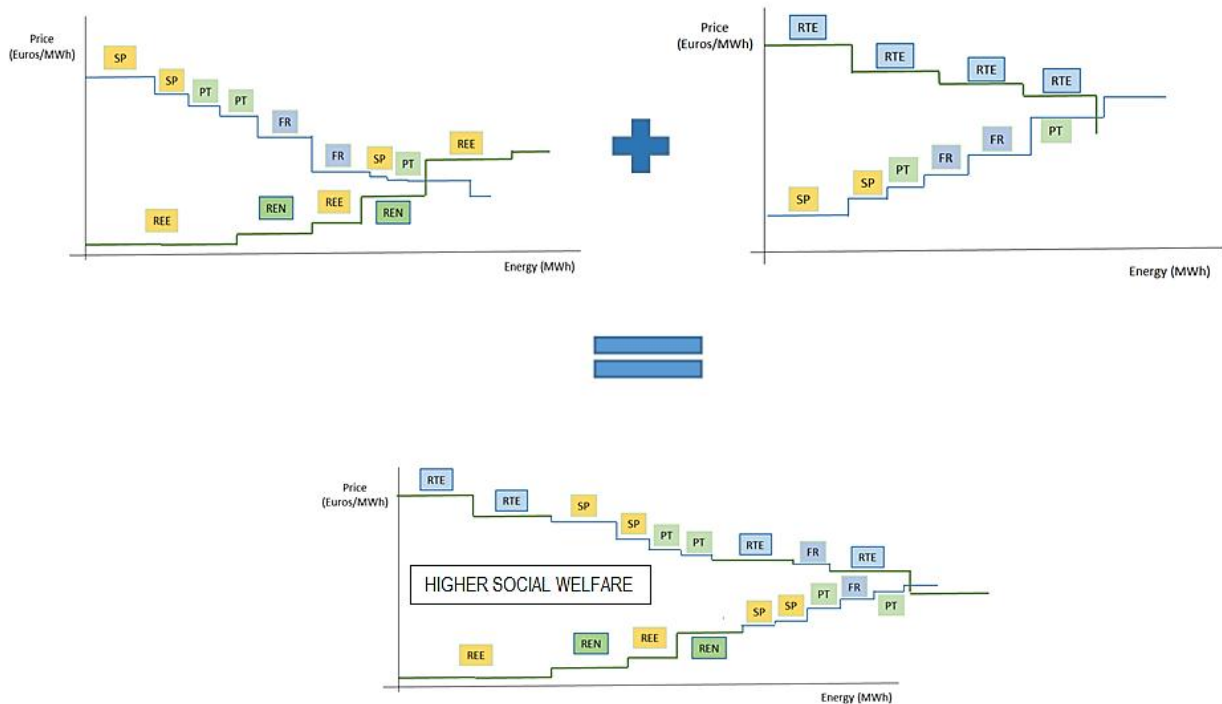 Price
(Euros/MWh)
SP
SP
PT
PT
FR
FR
SP
PT
REE
REE
REN
REE
REN
Energy (MWh)
Price
(Euros/MWh)
RTE
RTE
RTE
RTE
SP
SP
PT
FR
FR
PT
Energy (MWh)
Price
(Euros/MWh)
RTE
RTE
SP
SP
PT
PT
RTE
FR
RTE
HIGHER SOCIAL WELFARE
REE
REN
REE
REN
SP
SP
PT
FR
PT
Energy (MWh)